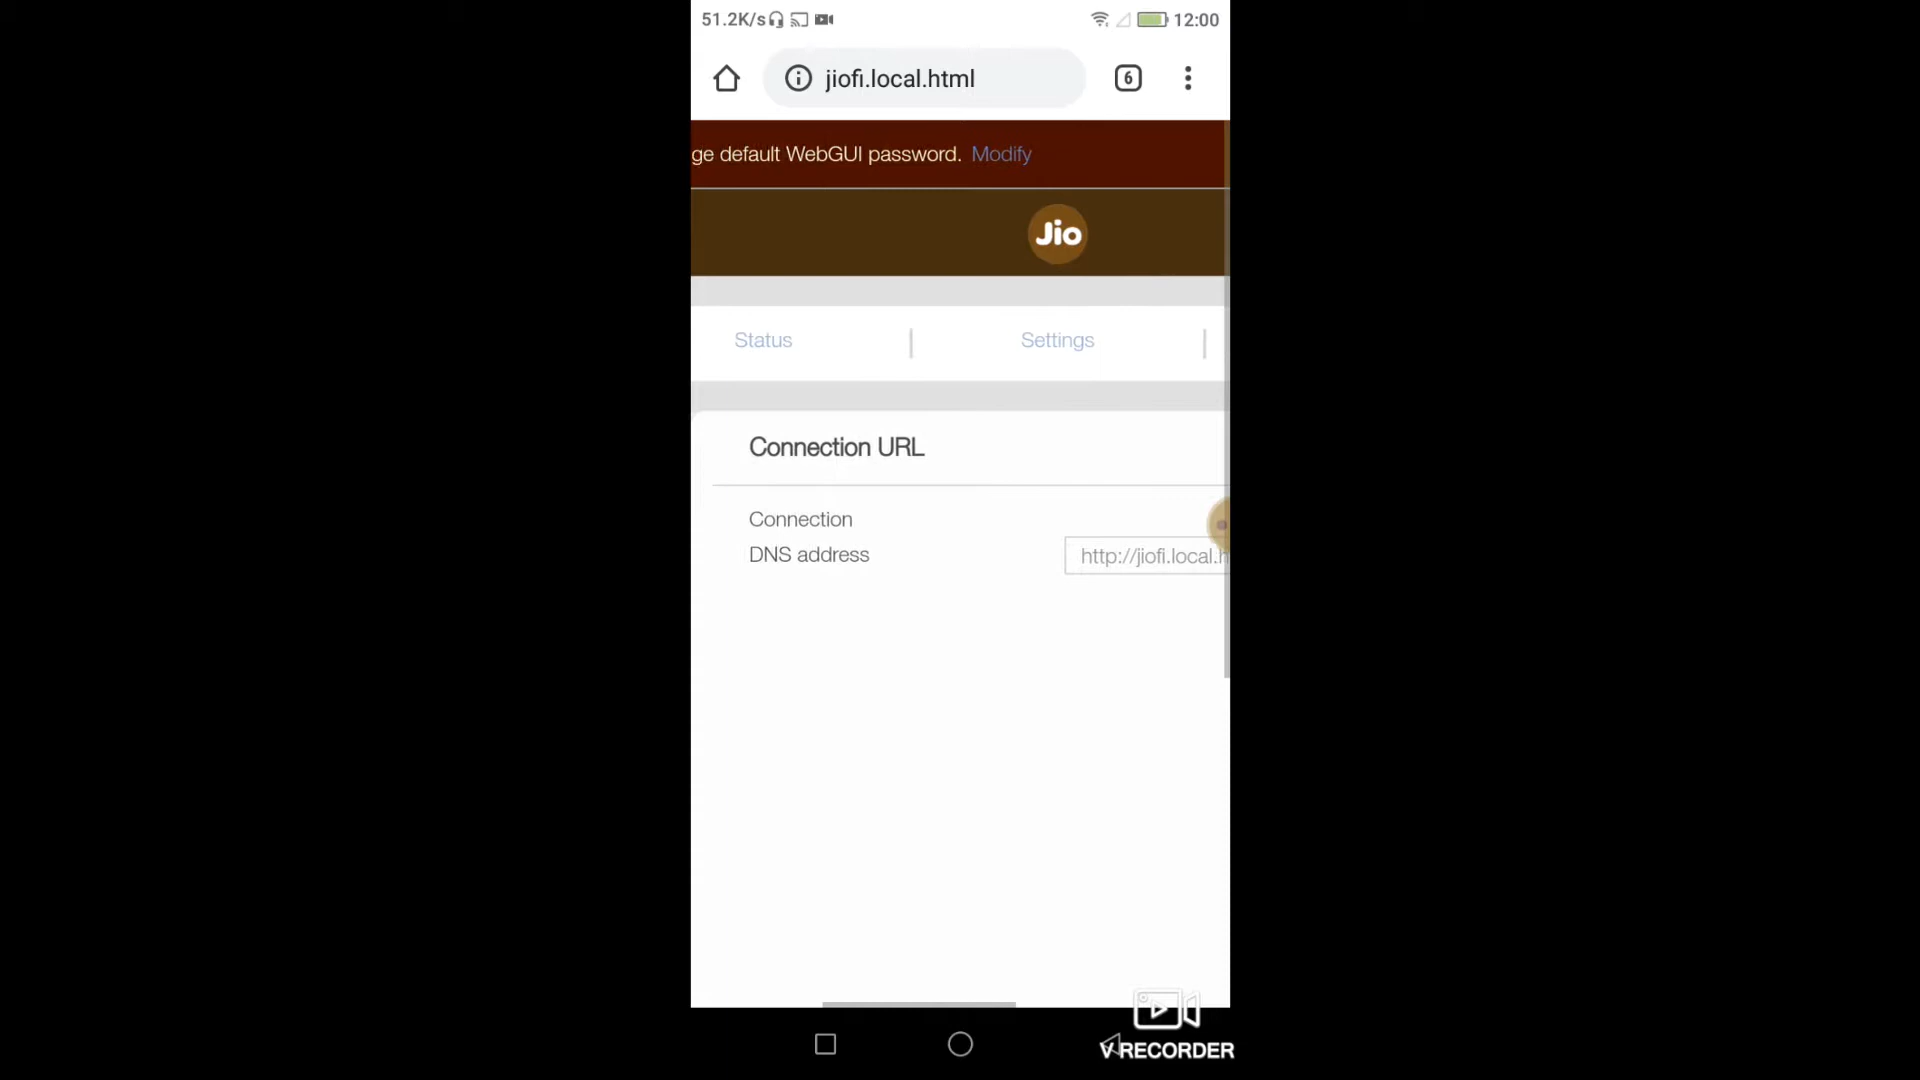 51.2K/s 12:00
jiofi.local.html 6
ge default WebGUI password. Modify
Jio
Status | Settings |
Connection URL
Connection
DNS address http://jiofi.local.h
V RECORDER